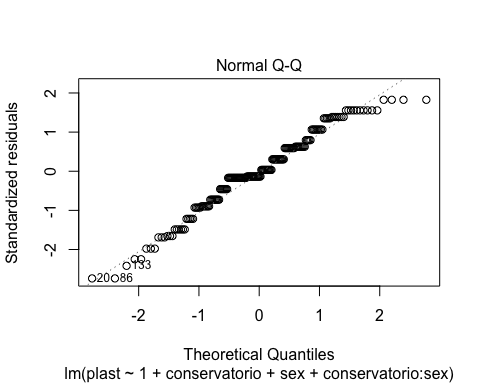 Normal Q-Q
Standardized residuals
2
1
0
-1
-2
133
20 86
-2 -1 0 1 2
Theoretical Quantiles
lm(plast ~ 1 + conservatorio + sex + conservatorio:sex)